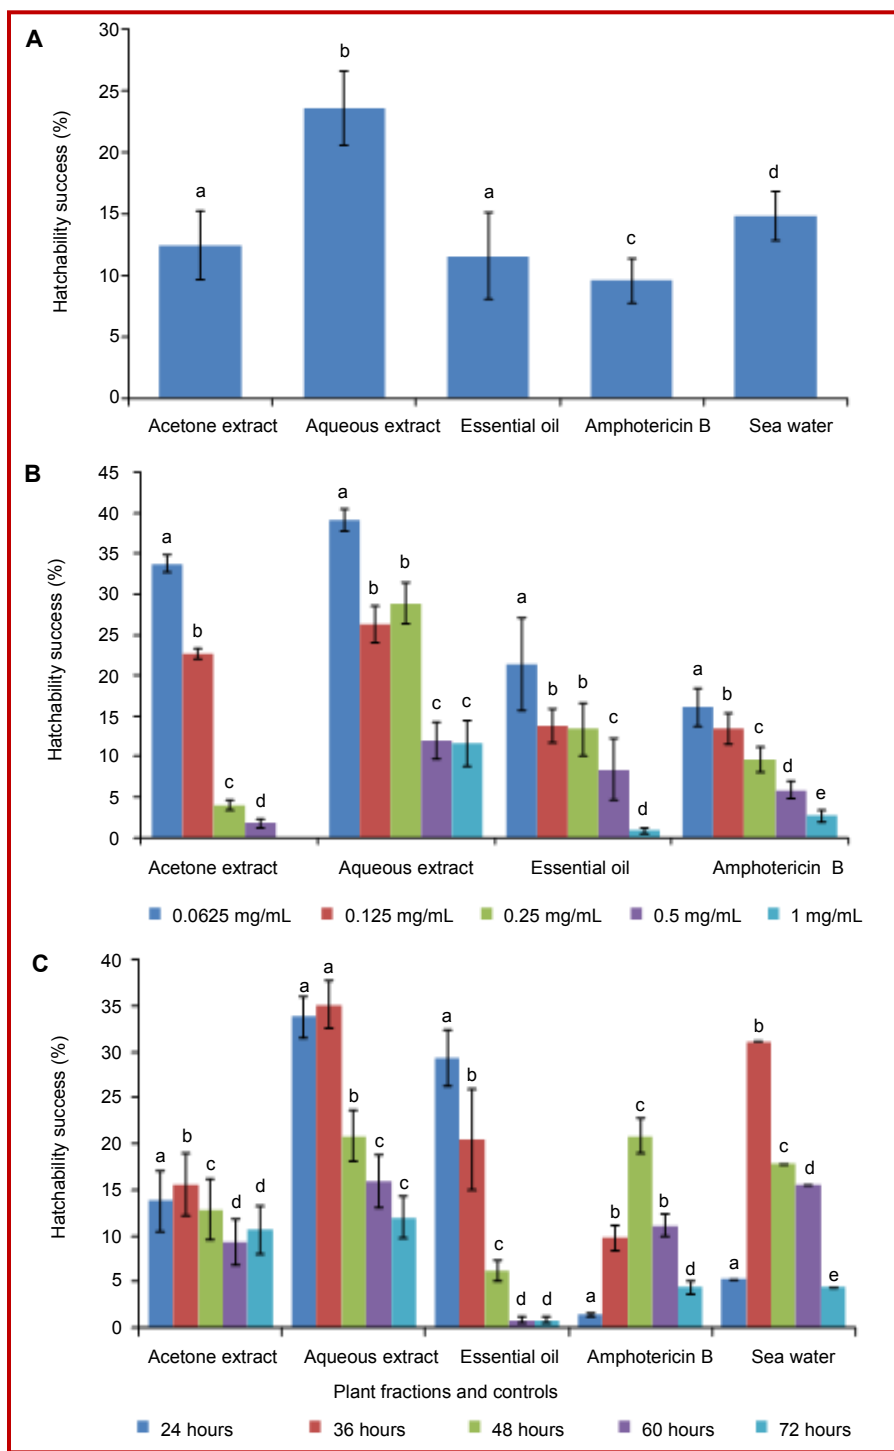 A
Hatchability success (%)
30
25
20
15
10
5
0
a
b
a
c
d
Acetone extract
Aqueous extract
Essential oil
Amphotericin B
Sea water
B
Hatchability success (%)
45
40
35
30
25
20
15
10
5
0
a
b
c
d
a
b
b
c
c
a
b
b
c
d
a
b
c
d
e
Acetone extract
Aqueous extract
Essential oil
Amphotericin B
0.0625 mg/mL
0.125 mg/mL
0.25 mg/mL
0.5 mg/mL
1 mg/mL
C
Hatchability success (%)
40
35
30
25
20
15
10
5
0
a
b
c
d
d
a
a
b
c
c
a
b
c
d
d
a
b
c
b
d
a
b
c
d
e
Acetone extract
Aqueous extract
Essential oil
Amphotericin B
Sea water
Plant fractions and controls
24 hours
36 hours
48 hours
60 hours
72 hours